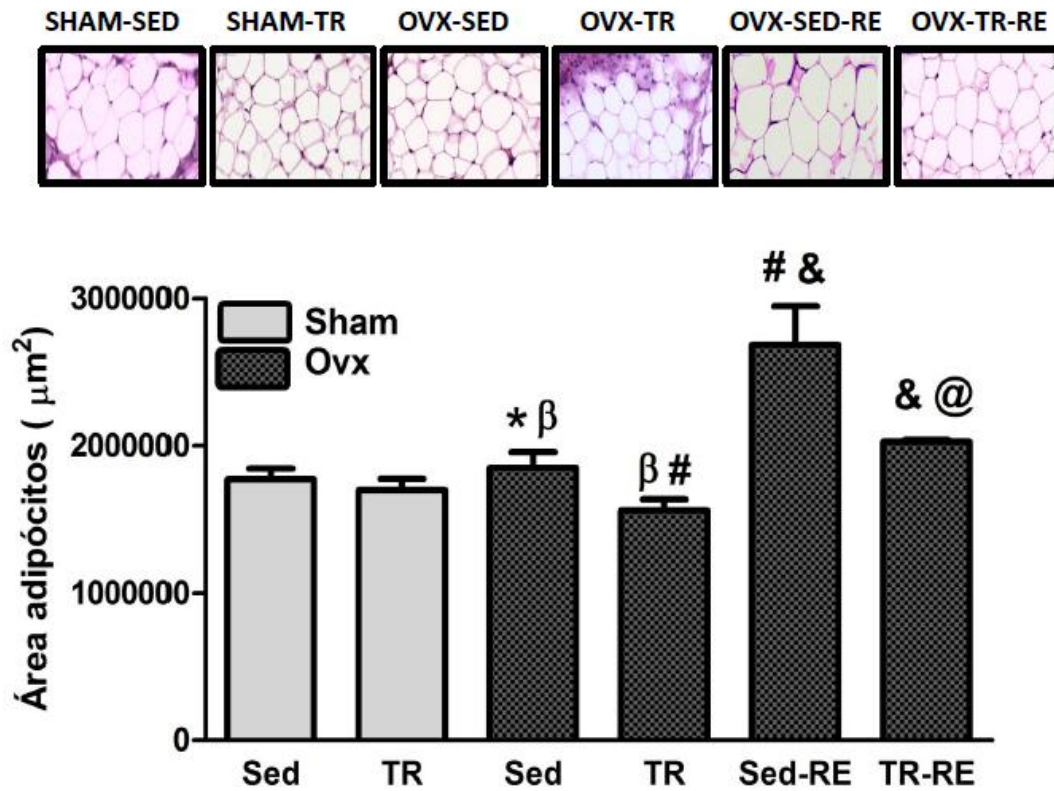 SHAM-SED SHAM-TR OVX-SED OVX-TR OVX-SED-RE OVX-TR-RE
# &
3000000
Sham
Ovx
& @
* β
2000000
β #
1000000
0
Área adipócitos ( μm²)
Sed TR Sed TR Sed-RE TR-RE